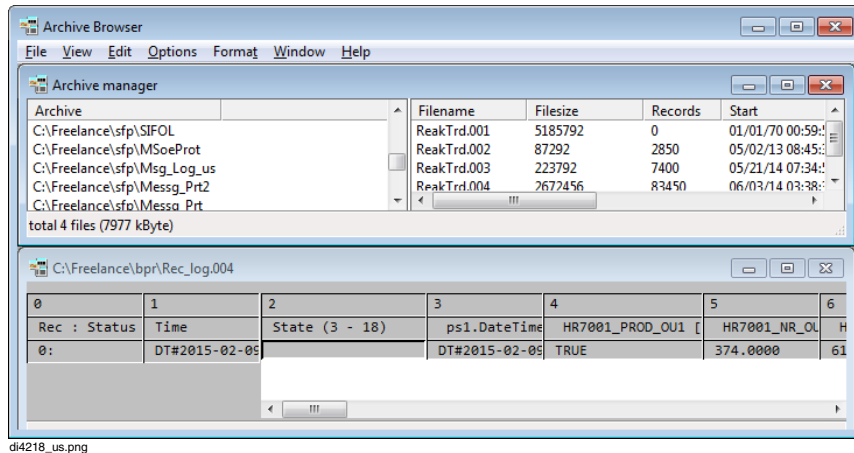 Archive Browser
File View Edit Options Format Window Help
Archive manager
Archive
C:\Freelance\sfp\SIFOL
C:\Freelance\sfp\MSoeProt
C:\Freelance\sfp\Msg_Log_us
C:\Freelance\sfp\Messg_Prt2
C:\Freelance\sfp\Messg_Prt
Filename Filesize Records Start
ReakTrd.001 5185792 0 01/01/70 00:59:
ReakTrd.002 87292 2850 05/02/13 08:45:
ReakTrd.003 223792 7400 05/21/14 07:34:
ReakTrd.004 2672456 83450 06/03/14 03:38:
total 4 files (7977 kByte)
C:\Freelance\bpr\Rec_log.004
0 1 2 3 4 5 6
Rec : Status Time State (3 - 18) ps1.DateTime HR7001_PROD_OU1 [ HR7001_NR_OU H
0: DT#2015-02-09 DT#2015-02-09 TRUE 374.0000 61
di4218_us.png